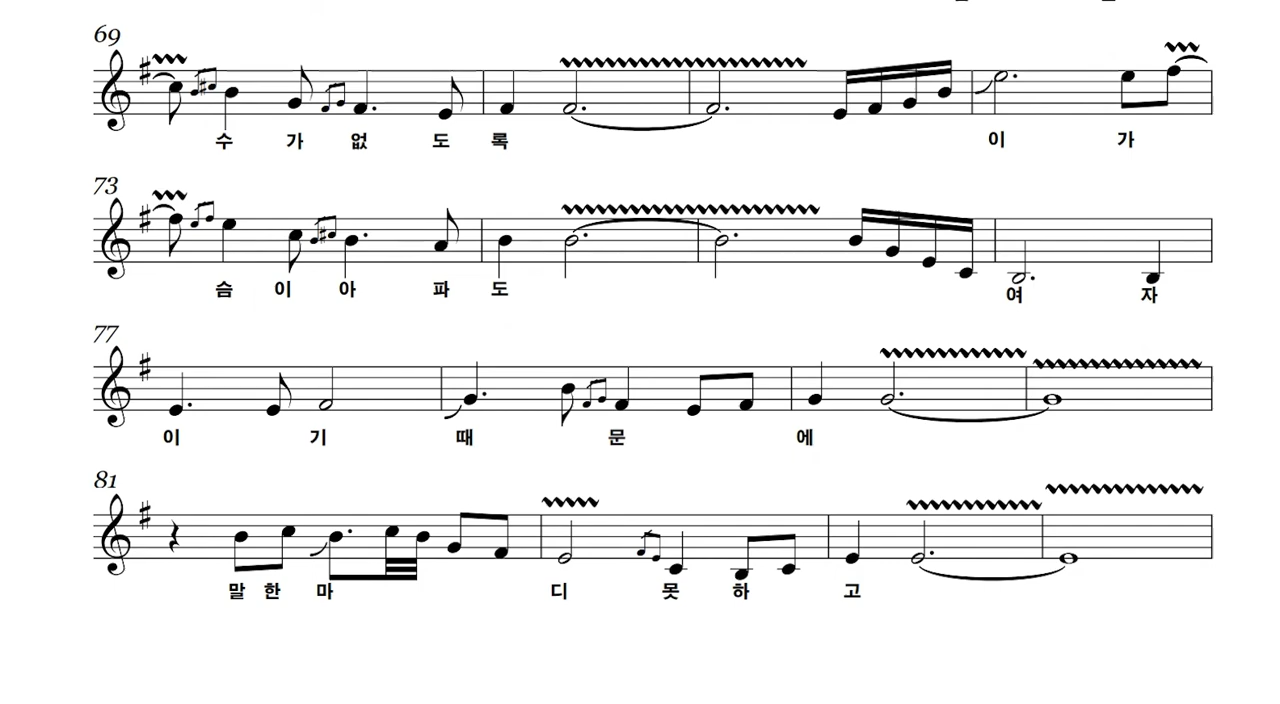 69
수 가 없 도 록 이 가
73
슴 이 아 파 도 여 자
77
이 기 때 문 에
81
말 한 마 디 못 하 고